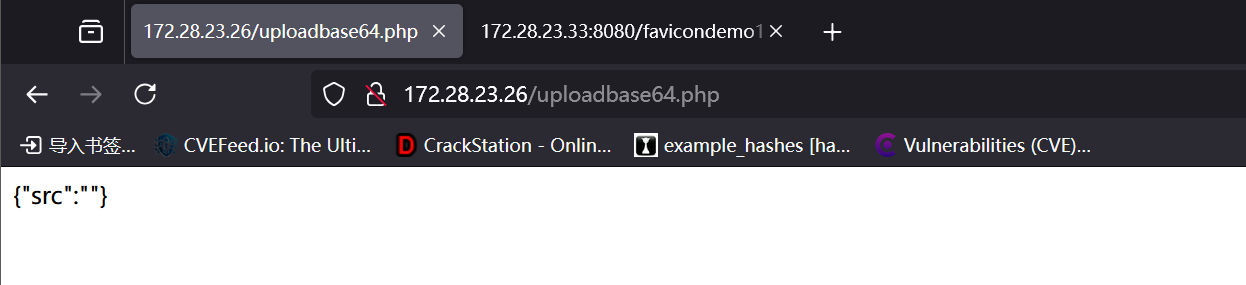 172.28.23.26/uploadbase64.php
172.28.23.33:8080/favicondemo1
172.28.23.26/uploadbase64.php
导入书签...
CVEFeed.io: The Ulti...
CrackStation - Onlin...
example_hashes [ha...
Vulnerabilities (CVE)...
{"src":""}